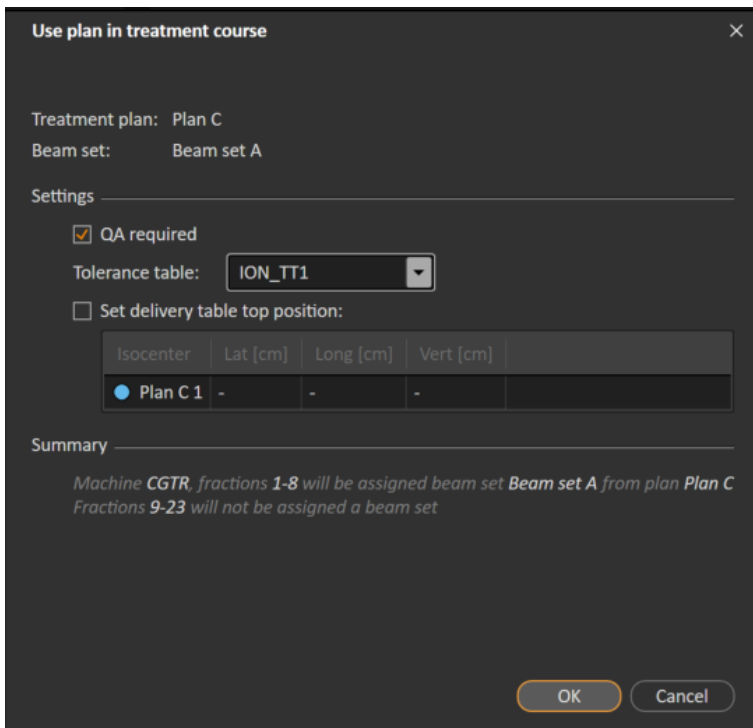 Use plan in treatment course
Treatment plan: Plan C
Beam set: Beam set A
Settings
QA required
Tolerance table: ION_TT1
Set delivery table top position:
Isocenter Lat [cm] Long [cm] Vert [cm]
Plan C 1 - - -
Summary
Machine CGTR, fractions 1-8 will be assigned beam set Beam set A from plan Plan C
Fractions 9-23 will not be assigned a beam set
OK Cancel